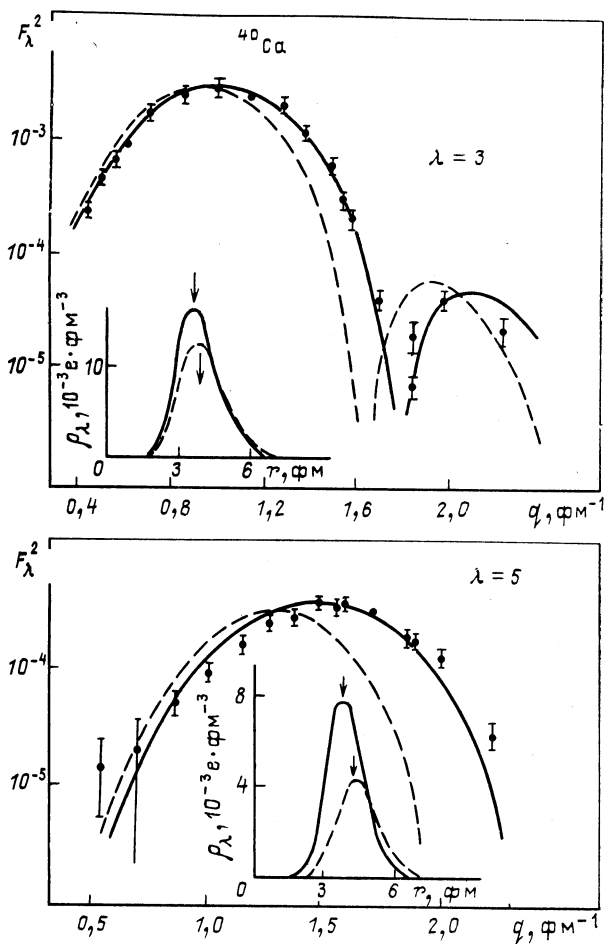 F_λ^2
^40Ca
10^-3
λ = 3
10^-4
10^-5
ρ_λ, 10^-3 e·фм^-3
10
0
3
6
r, фм
0,4
0,8
1,2
1,6
2,0
q, фм^-1
F_λ^2
λ = 5
10^-4
10^-5
ρ_λ, 10^-3 e·фм^-3
8
4
0
3
6
r, фм
0,5
1,0
1,5
2,0
q, фм^-1